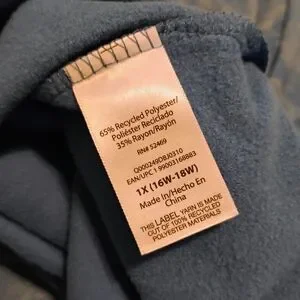 65% Recycled Polyester/
Poliéster Reciclado
35% Rayon/Rayón
RN# 52469
Q000249DBJ0310
EAN/UPC 1 99003168883
1X (16W-18W)
Made in/Hecho En
China
THIS LABEL YARN IS MADE
OUT OF 100% RECYCLED
POLYESTER MATERIALS